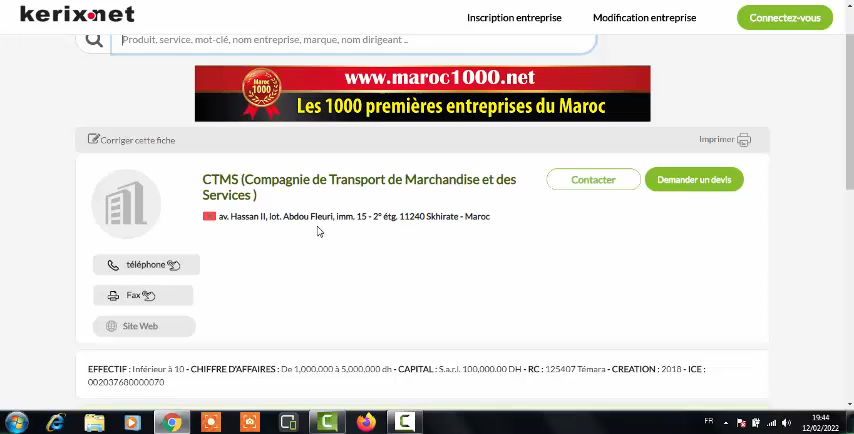 kerix.net
Inscription entreprise
Modification entreprise
Connectez-vous
Produit, service, mot-clé, nom entreprise, marque, nom dirigeant ..
Maroc
1000
www.maroc1000.net
Les 1000 premières entreprises du Maroc
Corriger cette fiche
Imprimer
CTMS (Compagnie de Transport de Marchandise et des
Services )
Contacter
Demander un devis
av. Hassan II, lot. Abdou Fleuri, imm. 15 - 2° étg. 11240 Skhirate - Maroc
téléphone
Fax
Site Web
EFFECTIF : Inférieur à 10 - CHIFFRE D'AFFAIRES : De 1,000,000 à 5,000,000 dh - CAPITAL : S.a.r.l. 100,000.00 DH - RC : 125407 Témara - CREATION : 2018 - ICE :
002037680000070
FR
19:44
12/02/2022